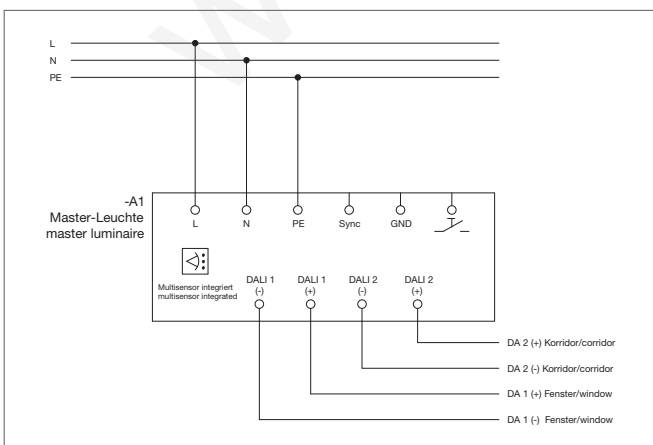 L
N
PE
-A1
Master-Leuchte
master luminaire
L N PE Sync GND
Multisensor integriert
multisensor integrated
DALI 1 DALI 1 DALI 2 DALI 2
(-) (+) (-) (+)
DA 2 (+) Korridor/corridor
DA 2 (-) Korridor/corridor
DA 1 (+) Fenster/window
DA 1 (-) Fenster/window